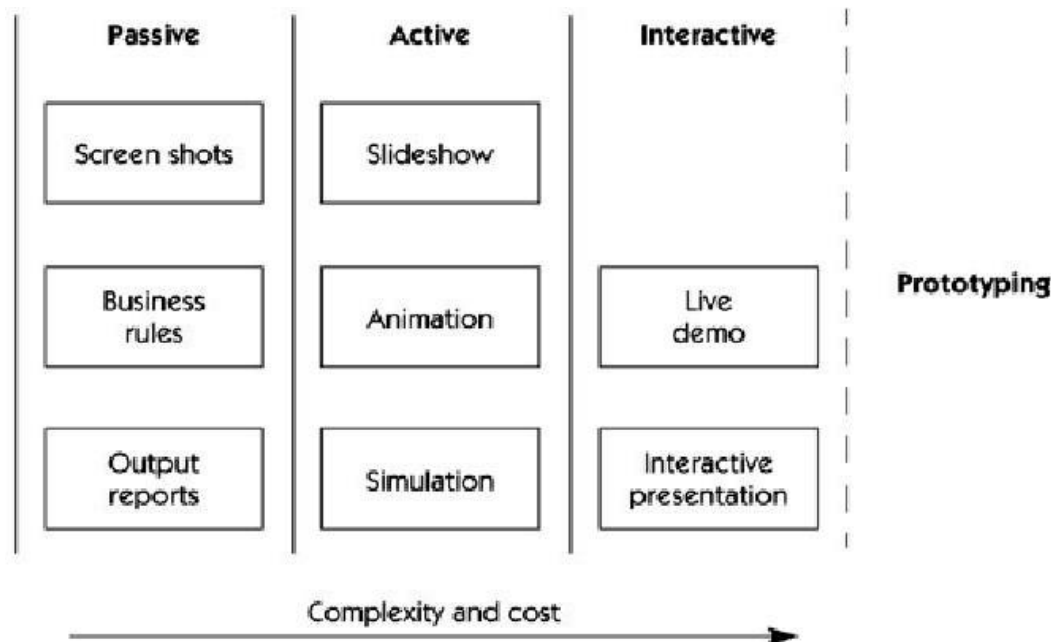 Passive
Active
Interactive
Screen shots
Slideshow
Business
rules
Animation
Live
demo
Prototyping
Output
reports
Simulation
Interactive
presentation
Complexity and cost